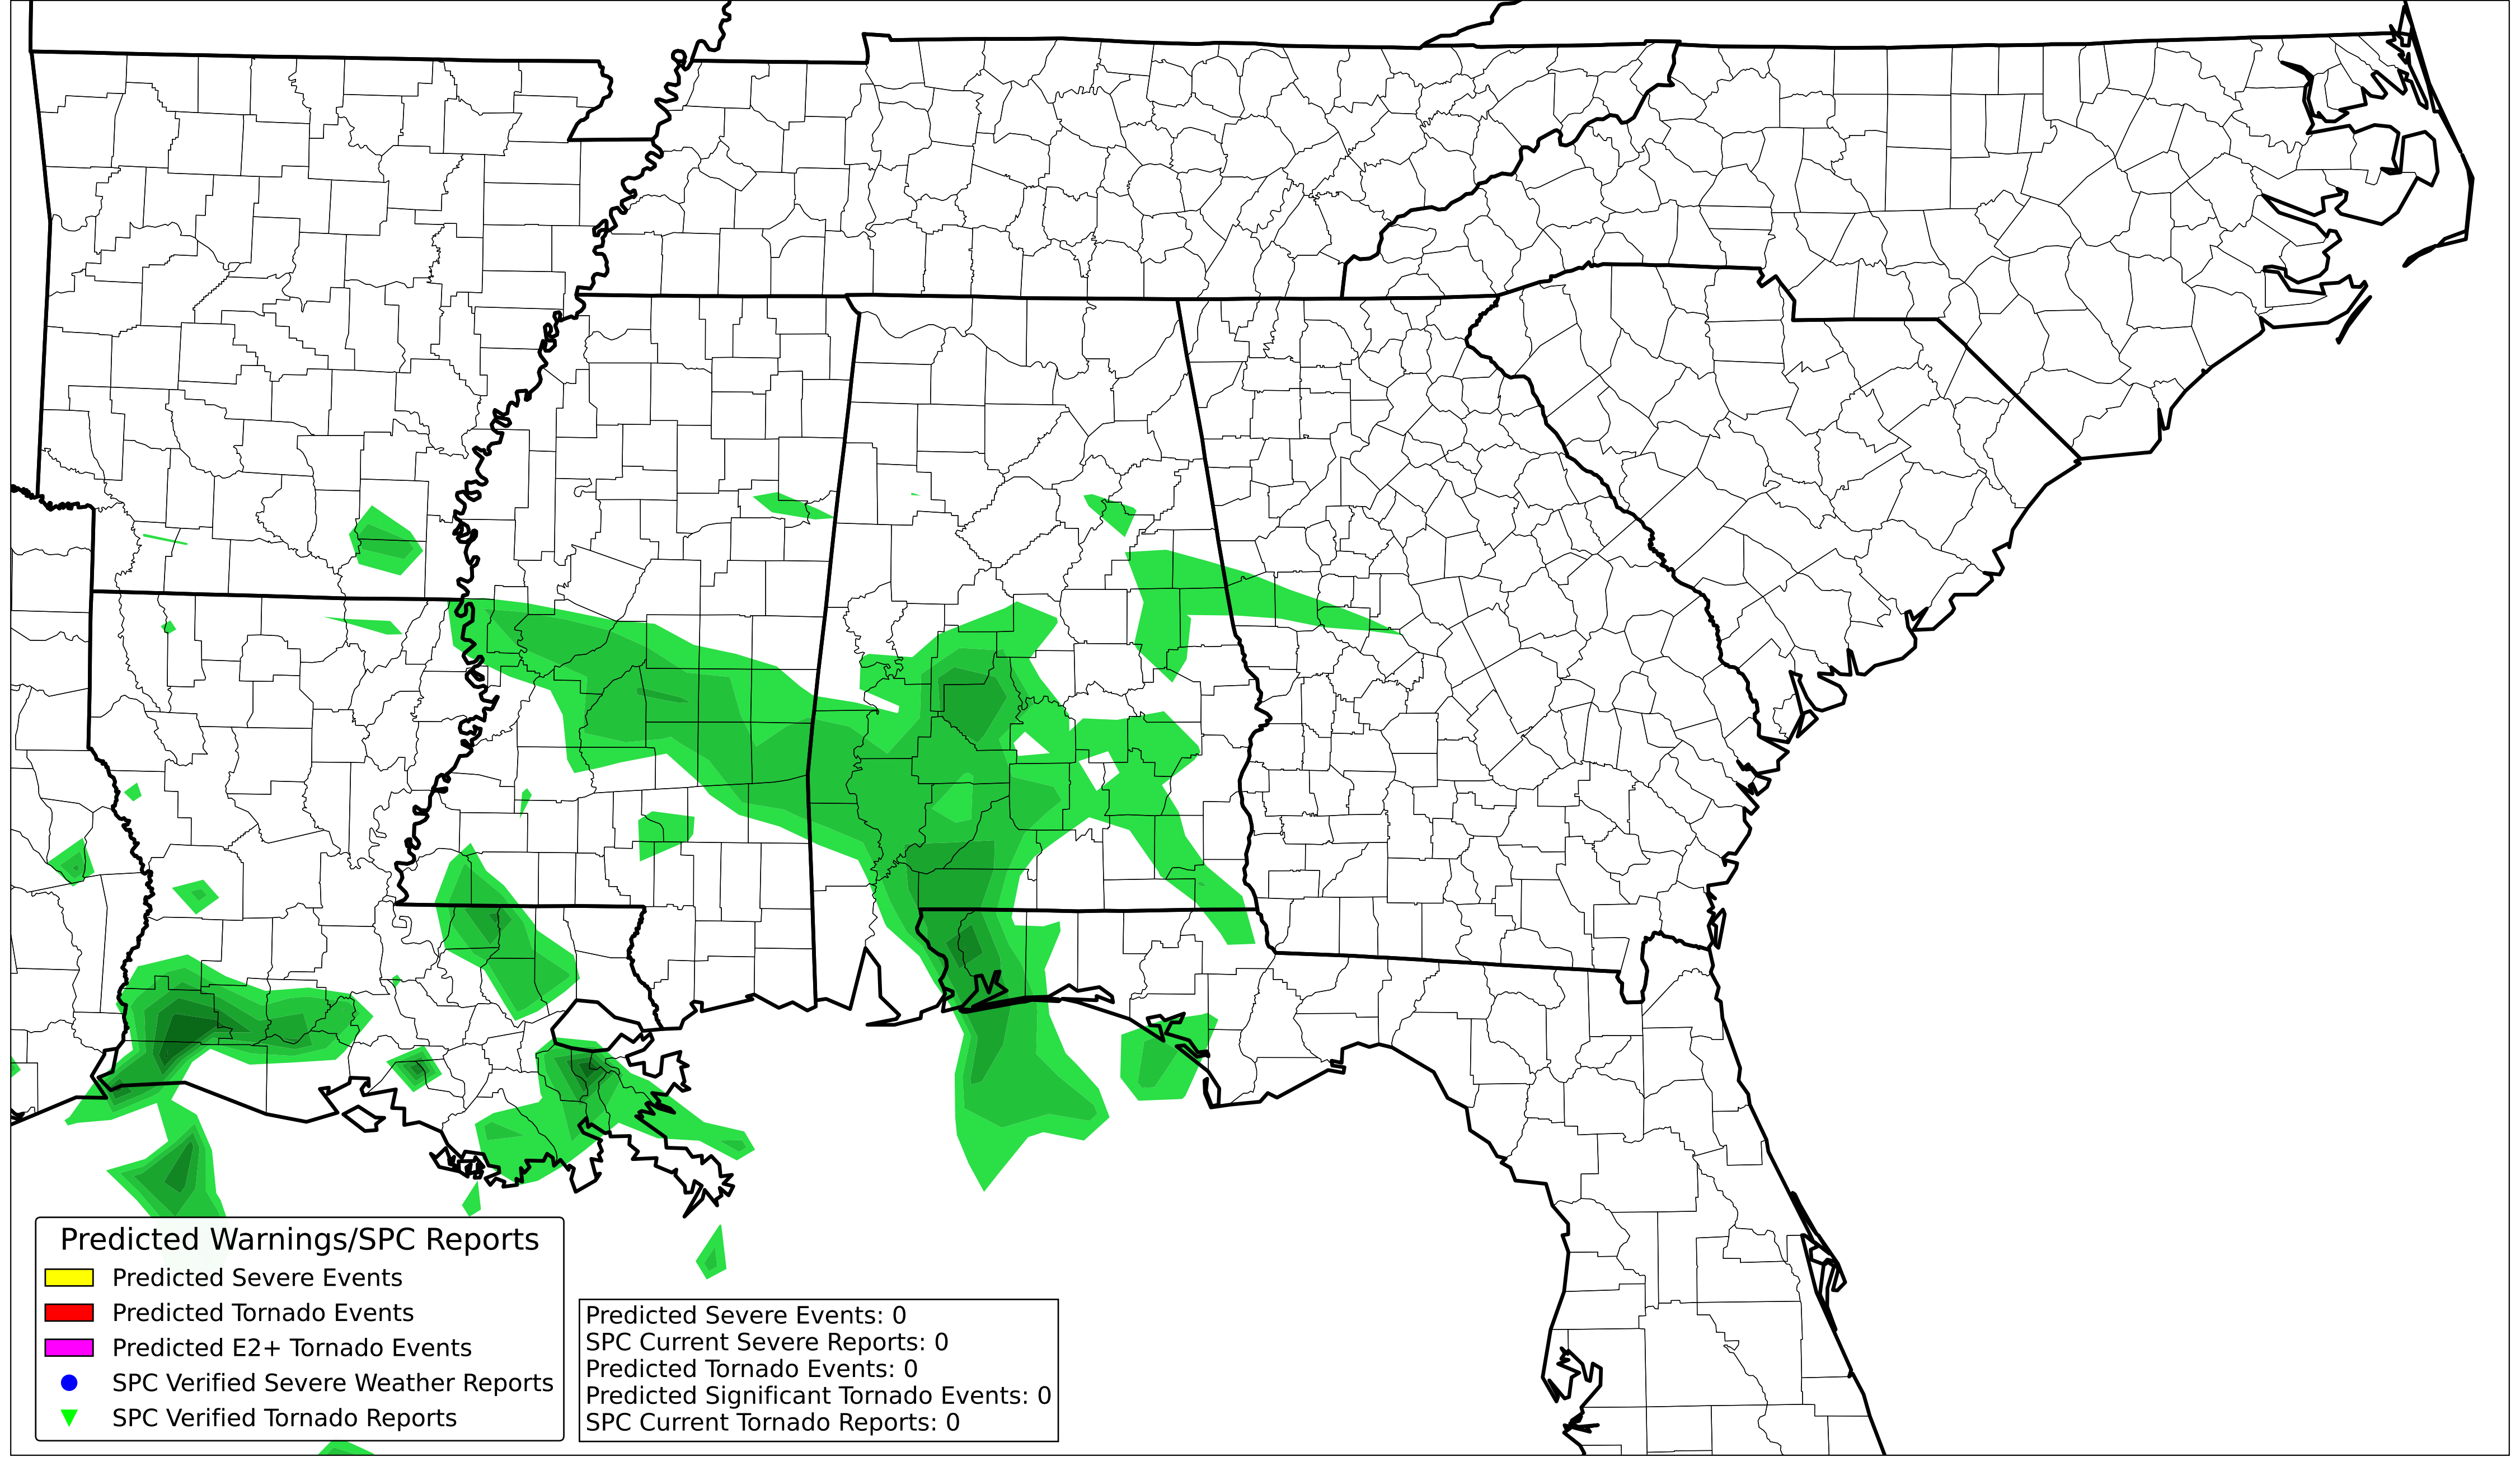 Predicted Warnings/SPC Reports
Predicted Severe Events
Predicted Tornado Events
Predicted E2+ Tornado Events
SPC Verified Severe Weather Reports
SPC Verified Tornado Reports
Predicted Severe Events: 0
SPC Current Severe Reports: 0
Predicted Tornado Events: 0
Predicted Significant Tornado Events: 0
SPC Current Tornado Reports: 0